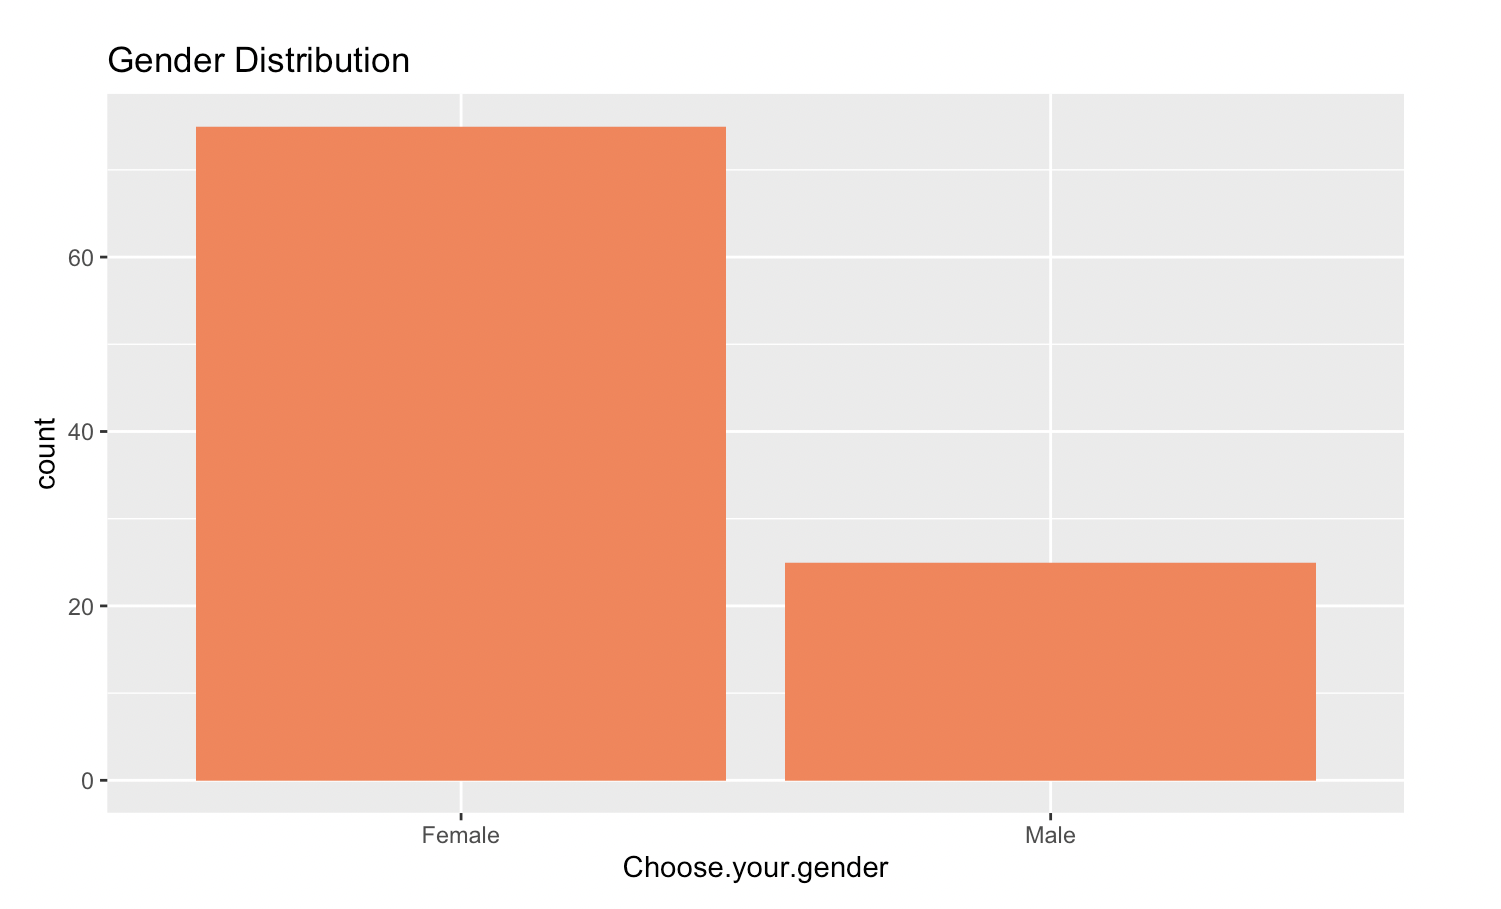 Gender Distribution
count
60
40
20
0
Female
Male
Choose.your.gender